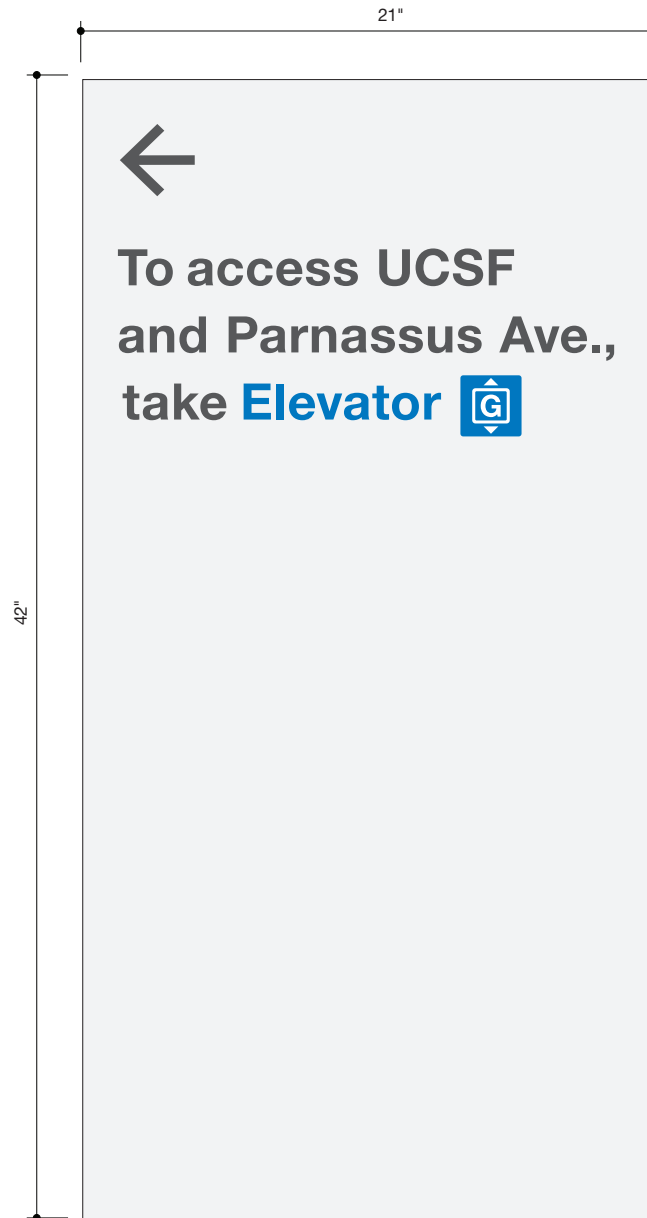 21"
To access UCSF
and Parnassus Ave.,
take Elevator G
42"